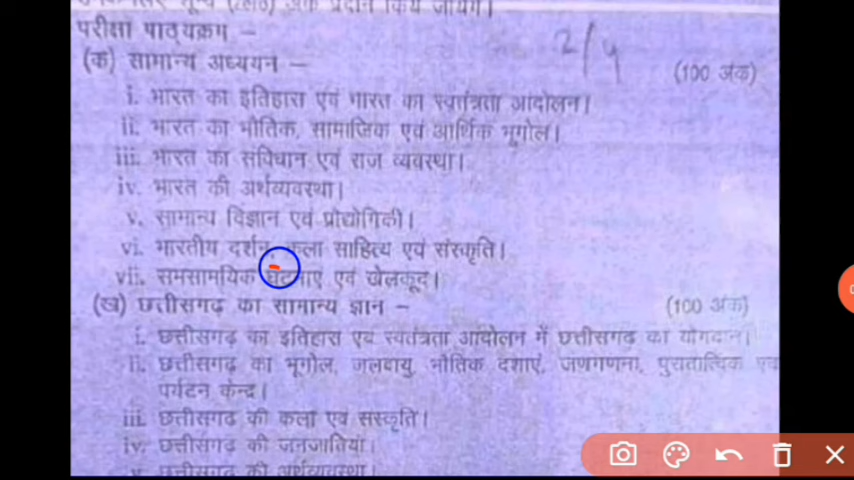 परीक्षा पाठ्यक्रम –
2/4
(क) सामान्य अध्ययन –
(100 अंक)
i. भारत का इतिहास एवं भारत का स्वतंत्रता आंदोलन।
ii. भारत का भौतिक, सामाजिक एवं आर्थिक भूगोल।
iii. भारत का संविधान एवं राज व्यवस्था।
iv. भारत की अर्थव्यवस्था।
v. सामान्य विज्ञान एवं प्रौद्योगिकी।
vi. भारतीय दर्शन, कला साहित्य एवं संस्कृति।
vii. समसामयिक घटनाएं एवं खेलकूद।
(ख) छत्तीसगढ़ का सामान्य ज्ञान –
(100 अंक)
i. छत्तीसगढ़ का इतिहास एवं स्वतंत्रता आंदोलन में छत्तीसगढ़ का योगदान।
ii. छत्तीसगढ़ का भूगोल, जलवायु, भौतिक दशाएं, जणगणना, पुरातात्विक एवं
पर्यटन केन्द्र।
iii. छत्तीसगढ़ की कला एवं संस्कृति।
iv. छत्तीसगढ़ की जनजातियां।
v. छत्तीसगढ़ की अर्थव्यवस्था।